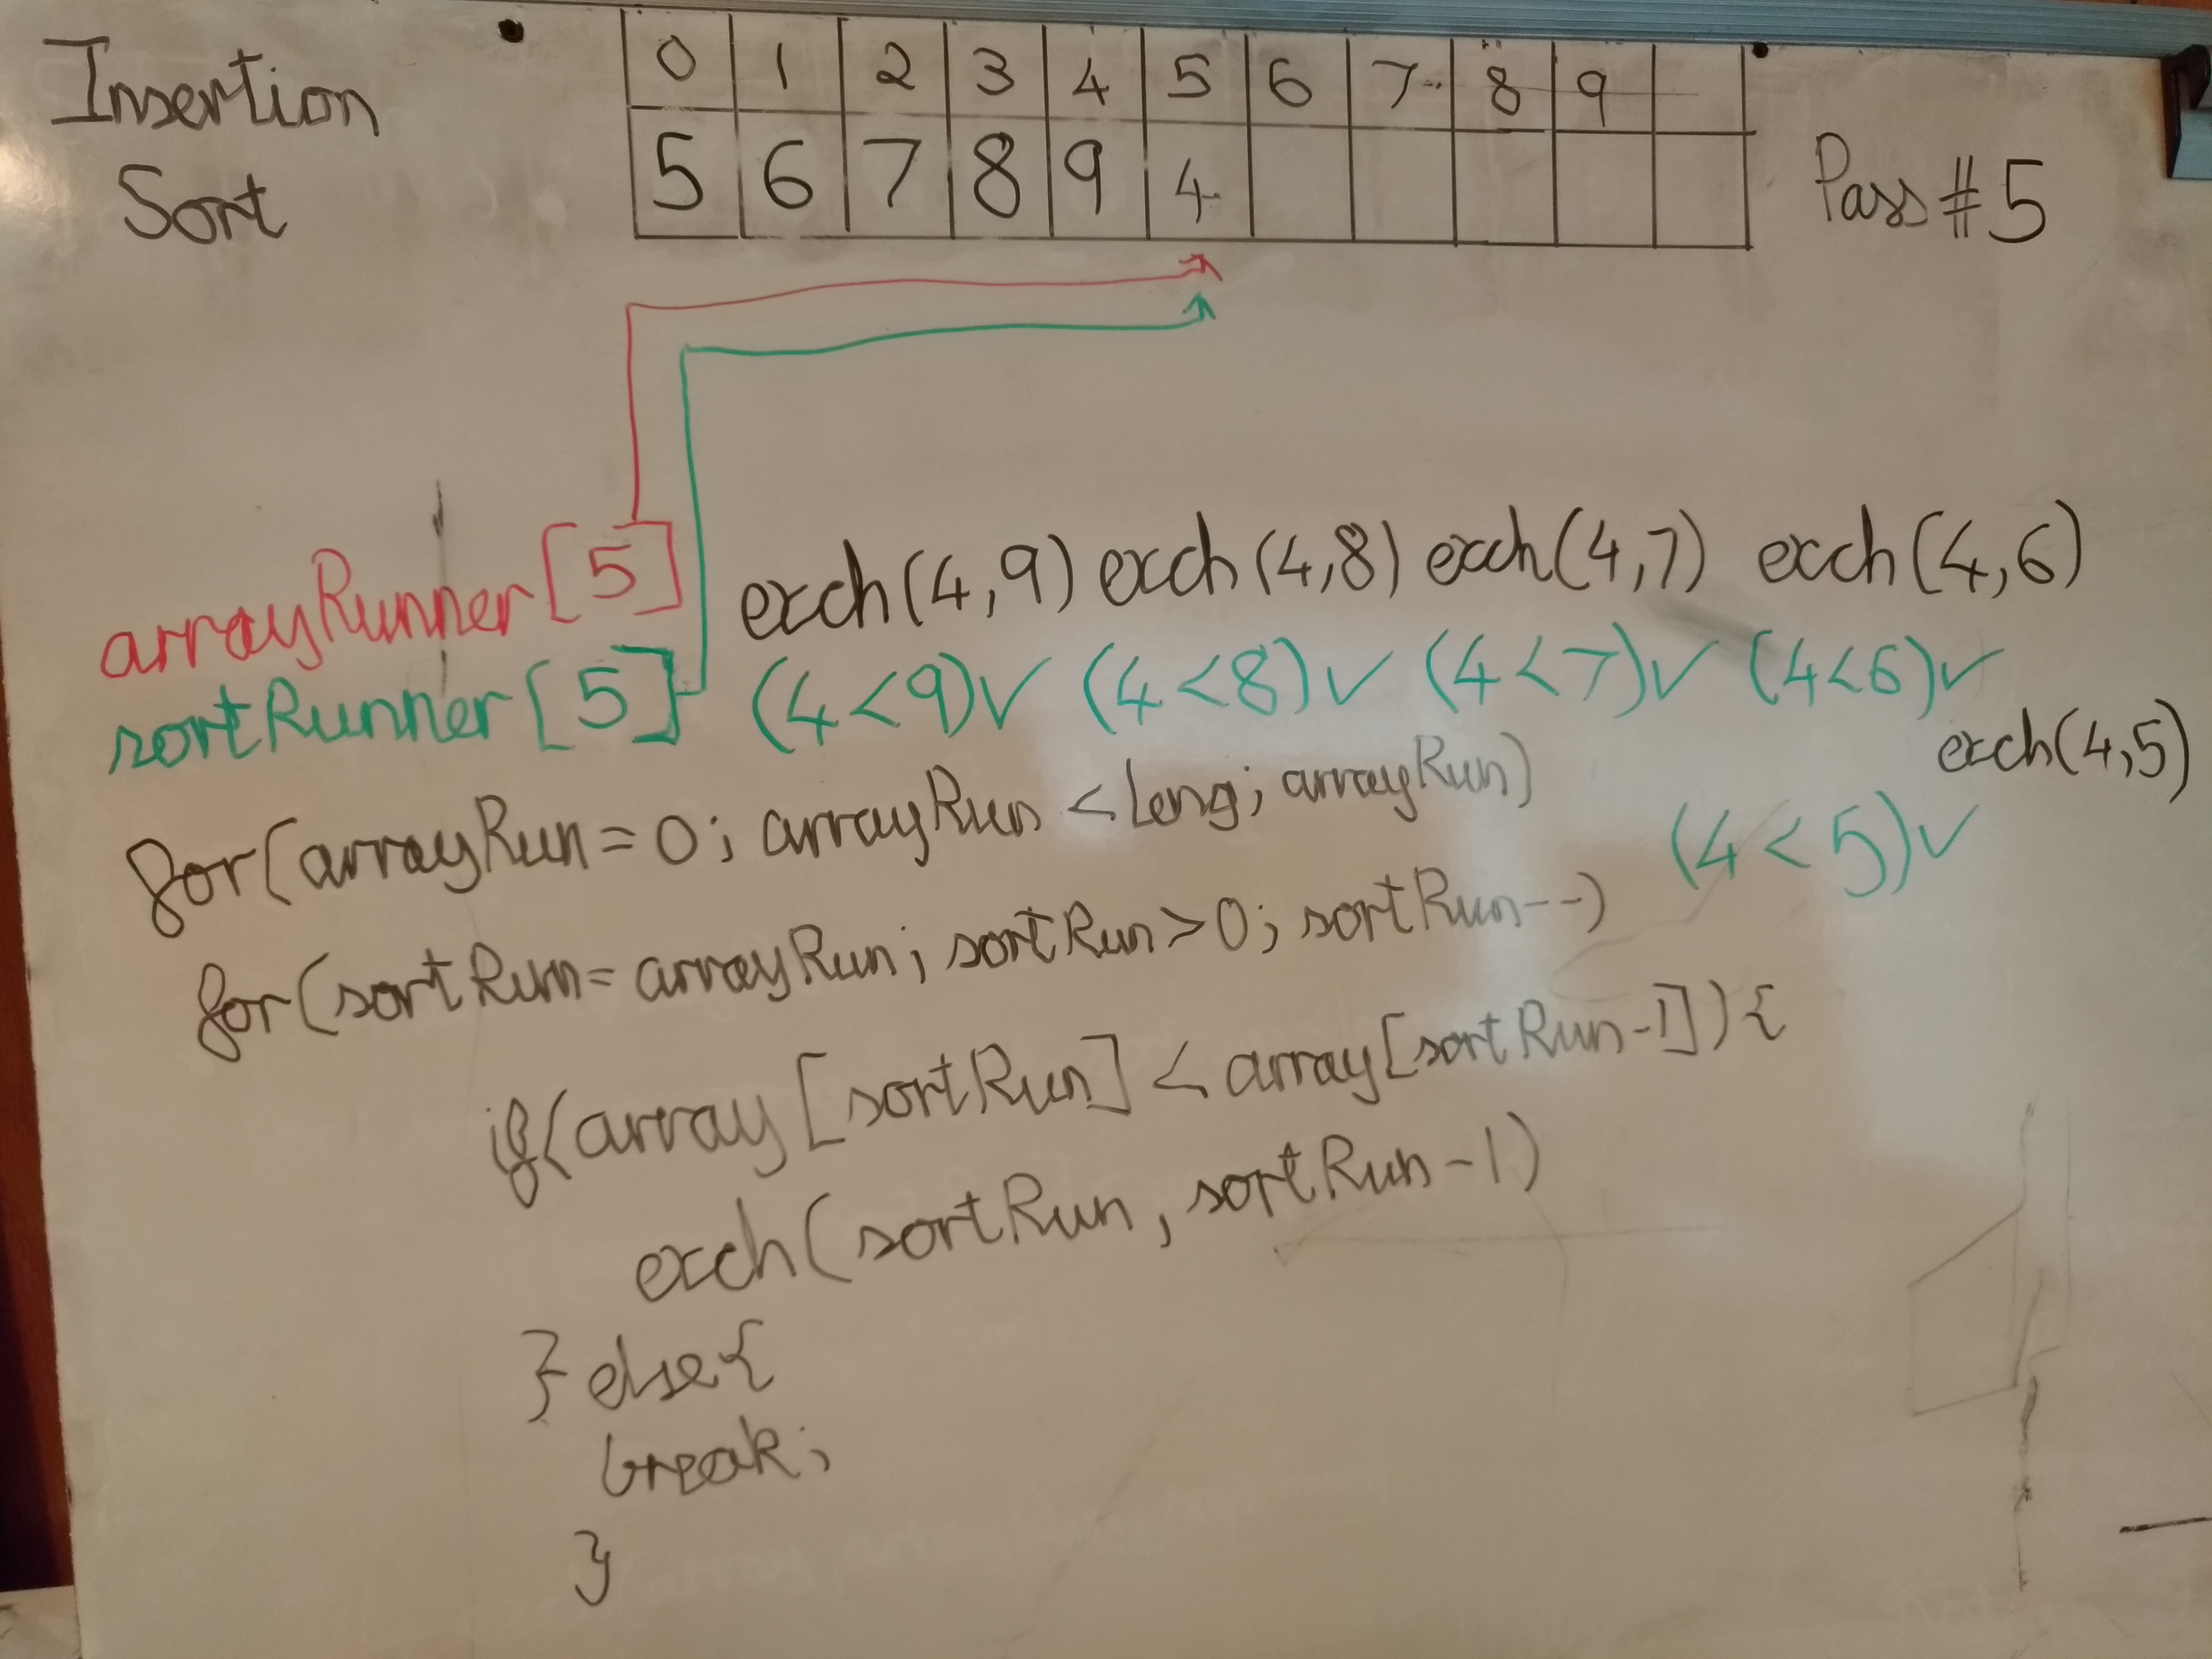 Insertion
Sort
0 1 2 3 4 5 6 7 8 9
5 6 7 8 9 4
Pass #5
arrayRunner[5] exch(4,9) exch(4,8) exch(4,7) exch(4,6)
sortRunner[5] (4<9)✓ (4<8)✓ (4<7)✓ (4<6)✓
exch(4,5)
(4<5)✓
for(arrayRun=0; arrayRun <leng; arrayRun)
for(sortRun=arrayRun; sortRun>0; sortRun--)
if(array[sortRun] < array[sortRun-1]){
exch(sortRun, sortRun-1)
} else{
break;
}